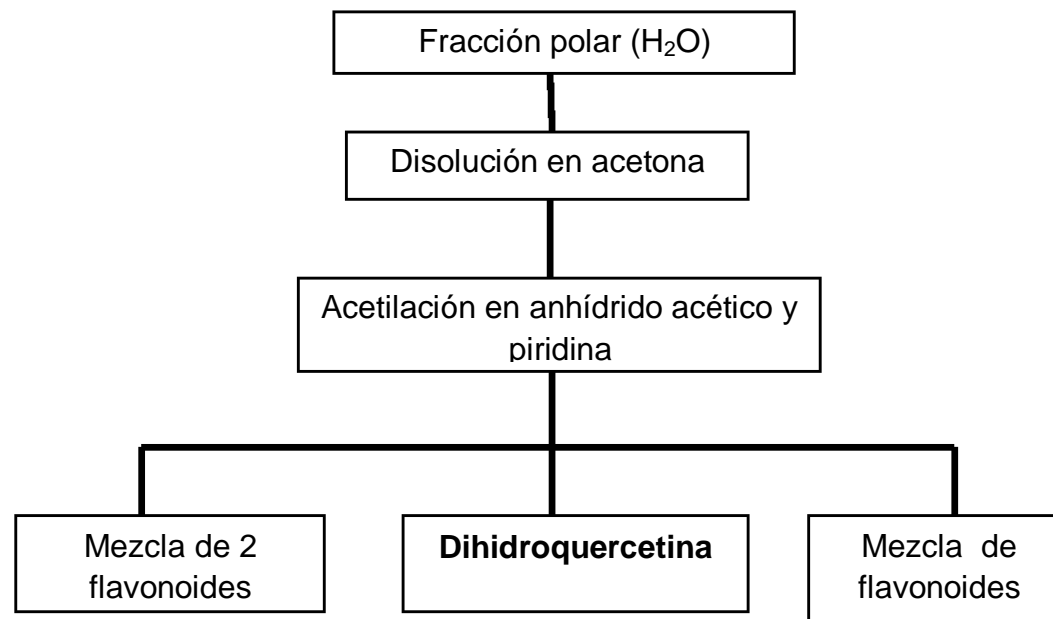 Fracción polar (H₂O)
Disolución en acetona
Acetilación en anhídrido acético y
piridina
Mezcla de 2
flavonoides
Dihidroquercetina
Mezcla de
flavonoides